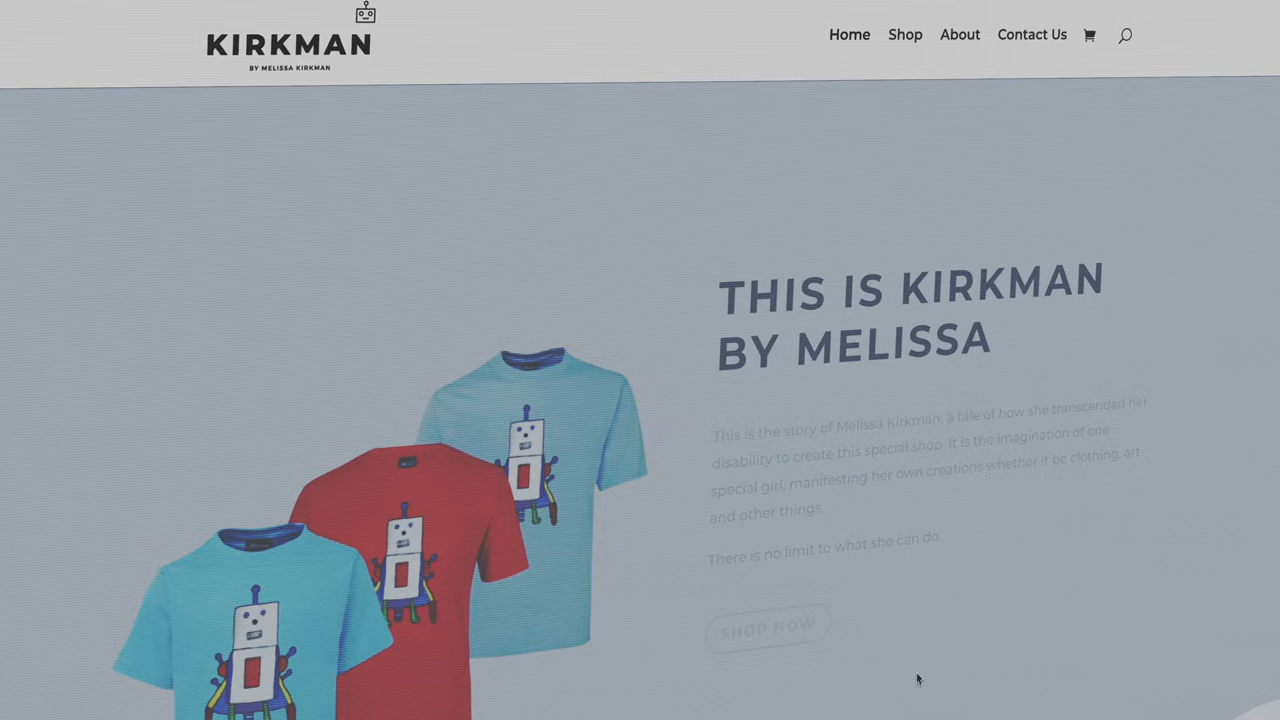 KIRKMAN
BY MELISSA KIRKMAN
Home Shop About Contact Us
THIS IS KIRKMAN
BY MELISSA
This is the story of Melissa Kirkman, a tale of how she transcended her
disability to create this special shop. It is the imagination of one
special girl, manifesting her own creations whether it be clothing, art
and other things.
There is no limit to what she can do.
SHOP NOW